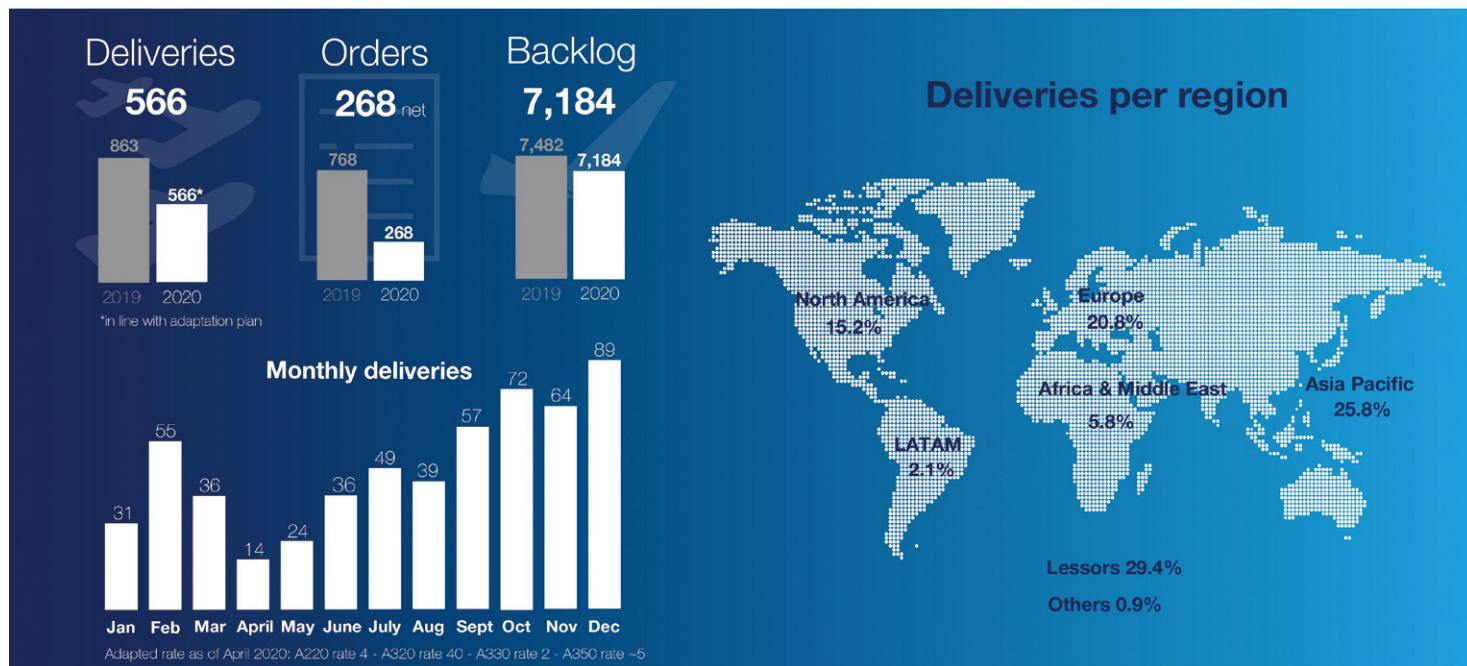 Deliveries
566
863
566*
2019 2020
*in line with adaptation plan
Orders
268 net
768
268
2019 2020
Backlog
7,184
7,482
7,184
2019 2020
Monthly deliveries
31 55 36 14 24 36 49 39 57 72 64 89
Jan Feb Mar April May June July Aug Sept Oct Nov Dec
Adapted rate as of April 2020: A220 rate 4 - A320 rate 40 - A330 rate 2 - A350 rate ~5
Deliveries per region
North America
15.2%
Europe
20.8%
Africa & Middle East
5.8%
Asia Pacific
25.8%
LATAM
2.1%
Lessors 29.4%
Others 0.9%